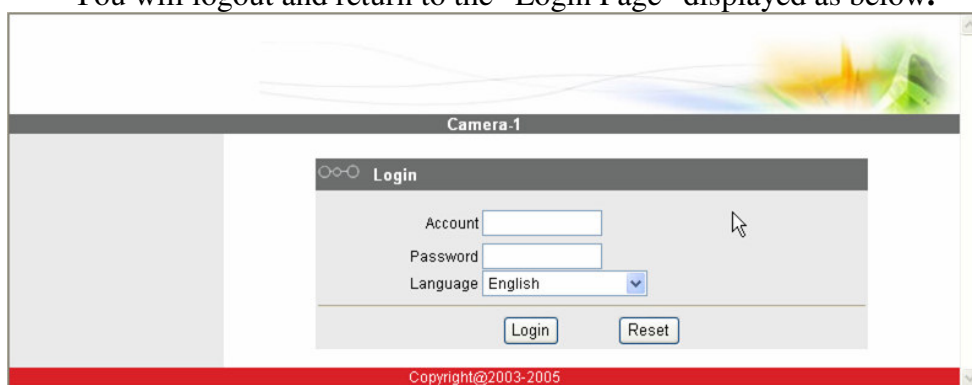 You will logout and return to the "Login Page" displayed as below.
Camera-1
Login
Account
Password
Language English
Login Reset
Copyright@2003-2005